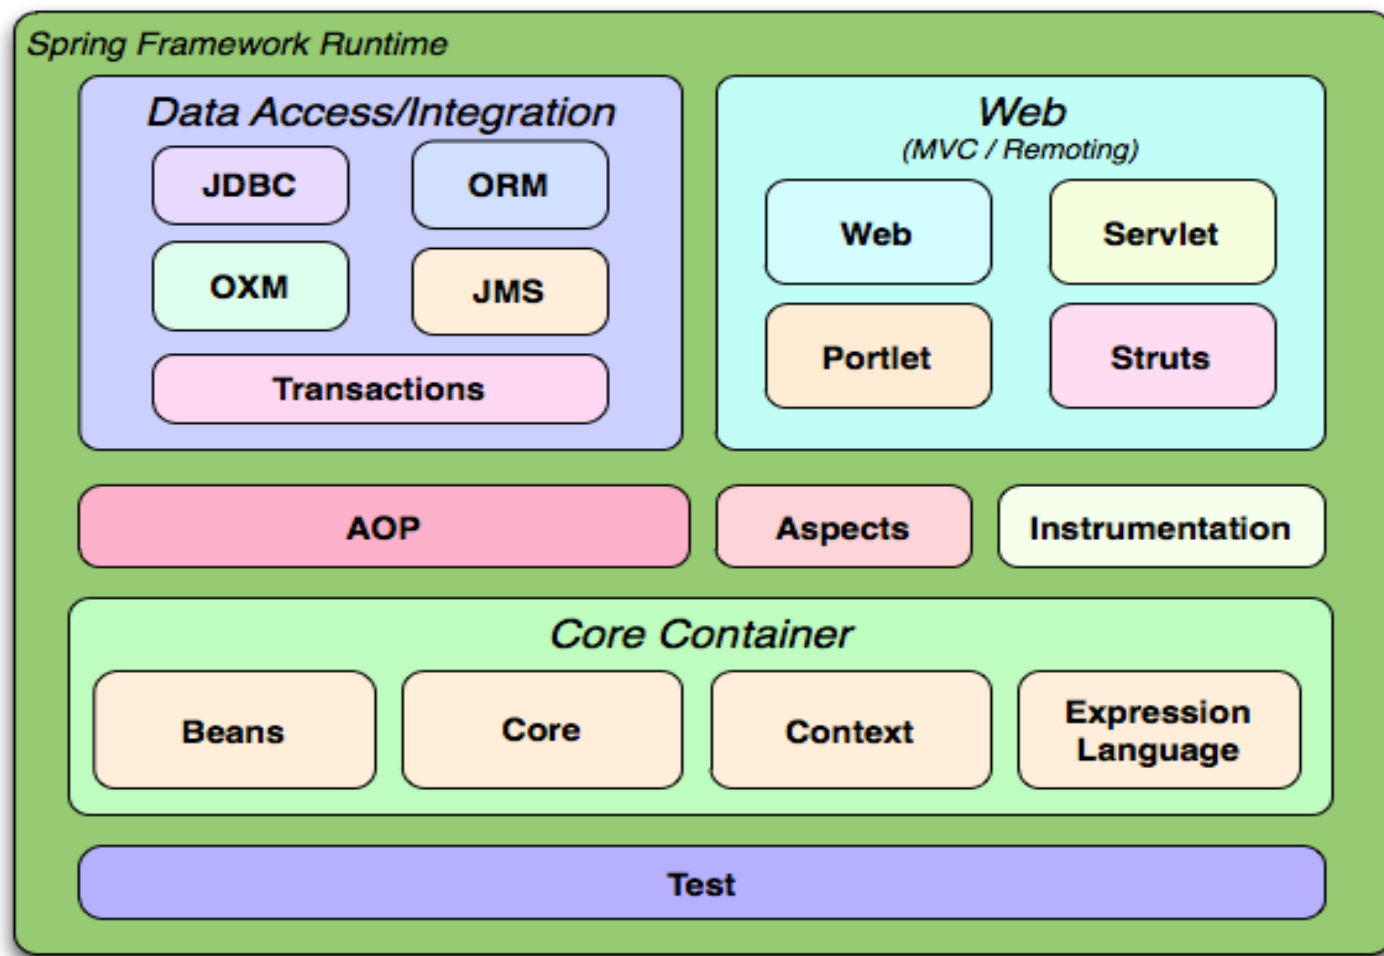 Spring Framework Runtime
Data Access/Integration
JDBC
ORM
OXM
JMS
Transactions
Web
(MVC / Remoting)
Web
Servlet
Portlet
Struts
AOP
Aspects
Instrumentation
Core Container
Beans
Core
Context
Expression
Language
Test